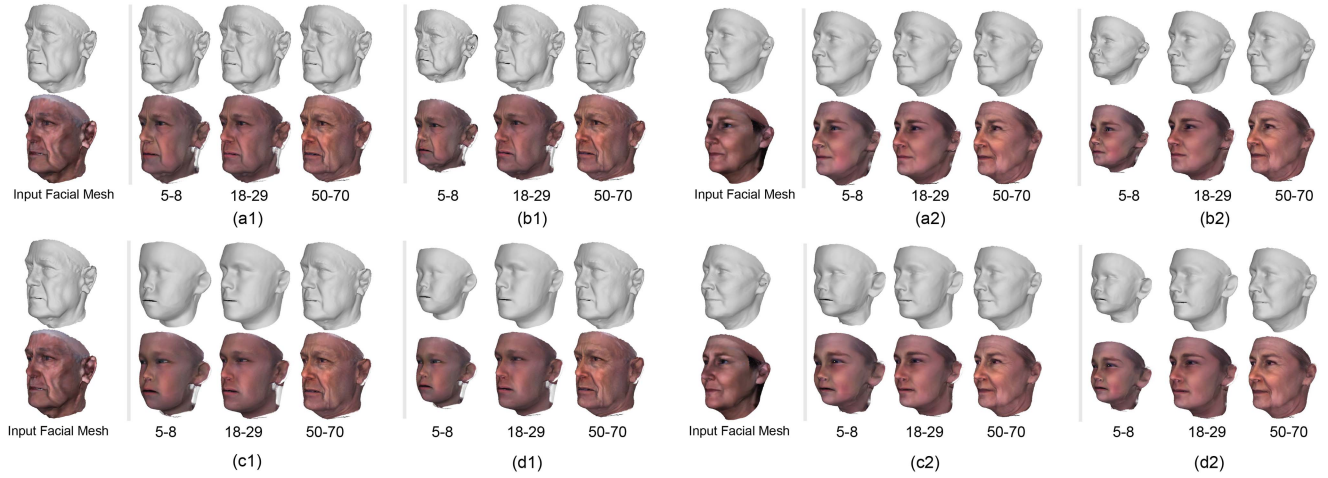 Input Facial Mesh 5-8 18-29 50-70 5-8 18-29 50-70 Input Facial Mesh 5-8 18-29 50-70 5-8 18-29 50-70
(a1) (b1) (a2) (b2)
Input Facial Mesh 5-8 18-29 50-70 5-8 18-29 50-70 Input Facial Mesh 5-8 18-29 50-70 5-8 18-29 50-70
(c1) (d1) (c2) (d2)